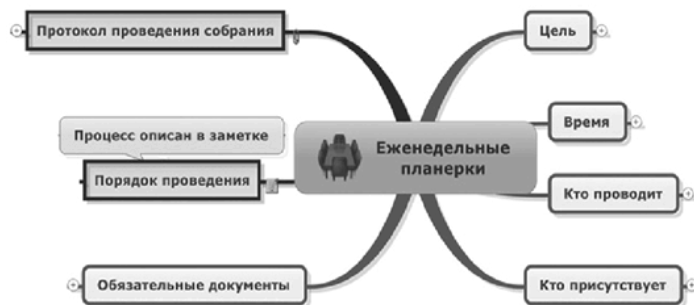 Протокол проведения собрания
Цель
Процесс описан в заметке
Еженедельные
планерки
Время
Порядок проведения
Кто проводит
Обязательные документы
Кто присутствует